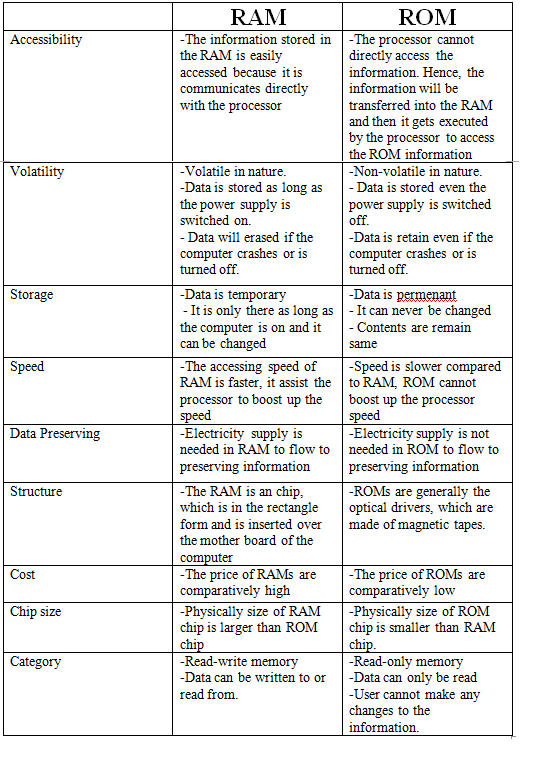 RAM ROM
Accessibility
-The information stored in
the RAM is easily
accessed because it is
communicates directly
with the processor
-The processor cannot
directly access the
information. Hence, the
information will be
transferred into the RAM
and then it gets executed
by the processor to access
the ROM information
Volatility
-Volatile in nature.
-Data is stored as long as
the power supply is
switched on.
- Data will erased if the
computer crashes or is
turned off.
-Non-volatile in nature.
- Data is stored even the
power supply is switched
off.
-Data is retain even if the
computer crashes or is
turned off.
Storage
-Data is temporary
- It is only there as long as
the computer is on and it
can be changed
-Data is permenant
- It can never be changed
- Contents are remain
same
Speed
-The accessing speed of
RAM is faster, it assist the
processor to boost up the
speed
-Speed is slower compared
to RAM, ROM cannot
boost up the processor
speed
Data Preserving
-Electricity supply is
needed in RAM to flow to
preserving information
-Electricity supply is not
needed in ROM to flow to
preserving information
Structure
-The RAM is an chip,
which is in the rectangle
form and is inserted over
the mother board of the
computer
-ROMs are generally the
optical drivers, which are
made of magnetic tapes.
Cost
-The price of RAMs are
comparatively high
-The price of ROMs are
comparatively low
Chip size
-Physically size of RAM
chip is larger than ROM
chip
-Physically size of ROM
chip is smaller than RAM
chip.
Category
-Read-write memory
-Data can be written to or
read from.
-Read-only memory
-Data can only be read
-User cannot make any
changes to the
information.